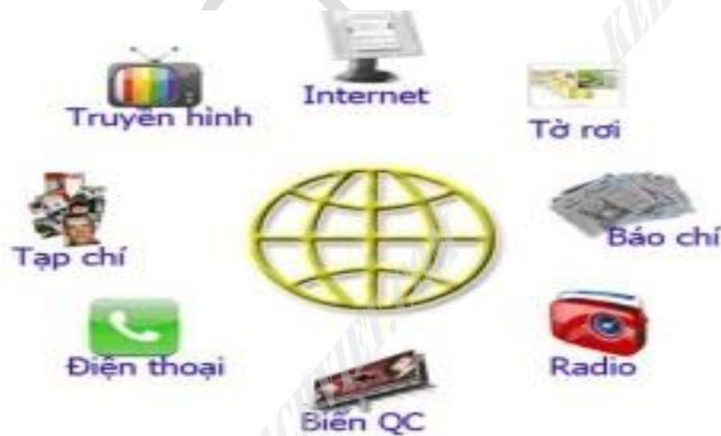 Internet
Truyền hình
Tờ rơi
Tạp chí
Báo chí
Điện thoại
Radio
Biển QC